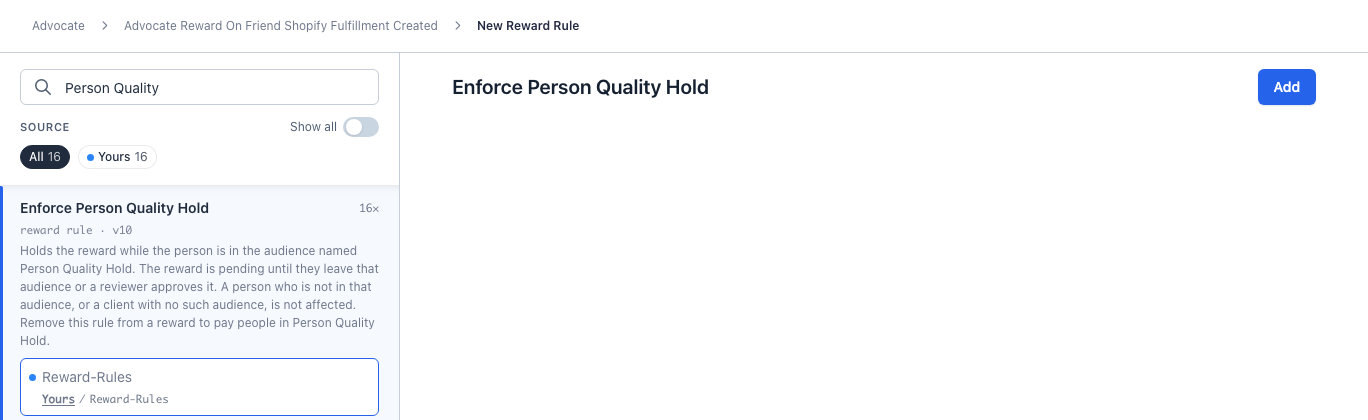 Advocate > Advocate Reward On Friend Shopify Fulfillment Created > New Reward Rule
Person Quality
SOURCE
Show all
All 16
Yours 16
Enforce Person Quality Hold
16×
reward rule · v10
Holds the reward while the person is in the audience named
Person Quality Hold. The reward is pending until they leave that
audience or a reviewer approves it. A person who is not in that
audience, or a client with no such audience, is not affected.
Remove this rule from a reward to pay people in Person Quality
Hold.
Reward-Rules
Yours / Reward-Rules
Enforce Person Quality Hold
Add